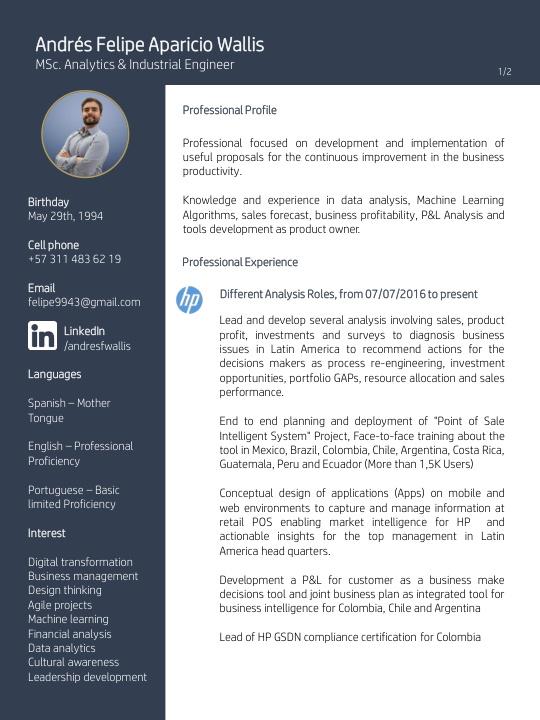 Andrés Felipe Aparicio Wallis
MSc. Analytics & Industrial Engineer
1/2
Birthday
May 29th, 1994
Cell phone
+57 311 483 62 19
Email
felipe9943@gmail.com
in
LinkedIn
/andresfwallis
Languages
Spanish – Mother
Tongue
English – Professional
Proficiency
Portuguese – Basic
limited Proficiency
Interest
Digital transformation
Business management
Design thinking
Agile projects
Machine learning
Financial analysis
Data analytics
Cultural awareness
Leadership development
Professional Profile
Professional focused on development and implementation of
useful proposals for the continuous improvement in the business
productivity.
Knowledge and experience in data analysis, Machine Learning
Algorithms, sales forecast, business profitability, P&L Analysis and
tools development as product owner.
Professional Experience
hp
Different Analysis Roles, from 07/07/2016 to present
Lead and develop several analysis involving sales, product
profit, investments and surveys to diagnosis business
issues in Latin America to recommend actions for the
decisions makers as process re-engineering, investment
opportunities, portfolio GAPs, resource allocation and sales
performance.
End to end planning and deployment of "Point of Sale
Intelligent System" Project, Face-to-face training about the
tool in Mexico, Brazil, Colombia, Chile, Argentina, Costa Rica,
Guatemala, Peru and Ecuador (More than 1,5K Users)
Conceptual design of applications (Apps) on mobile and
web environments to capture and manage information at
retail POS enabling market intelligence for HP and
actionable insights for the top management in Latin
America head quarters.
Development a P&L for customer as a business make
decisions tool and joint business plan as integrated tool for
business intelligence for Colombia, Chile and Argentina
Lead of HP GSDN compliance certification for Colombia